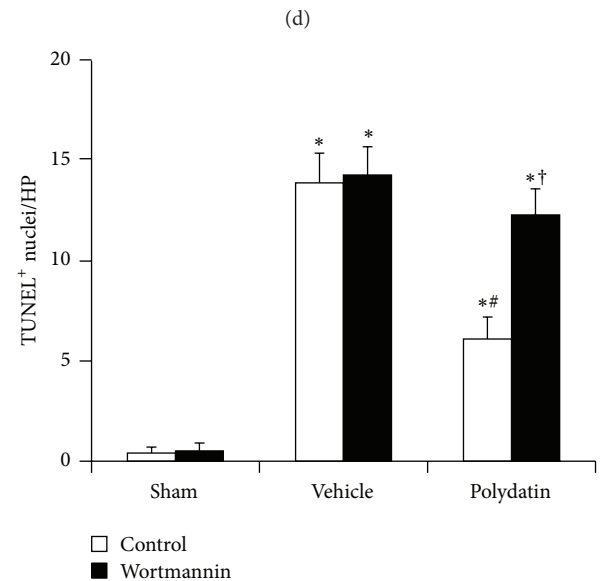 (d)
20
15
10
5
0
TUNEL+ nuclei/HP
*
*
*#
*†
Sham Vehicle Polydatin
Control
Wortmannin